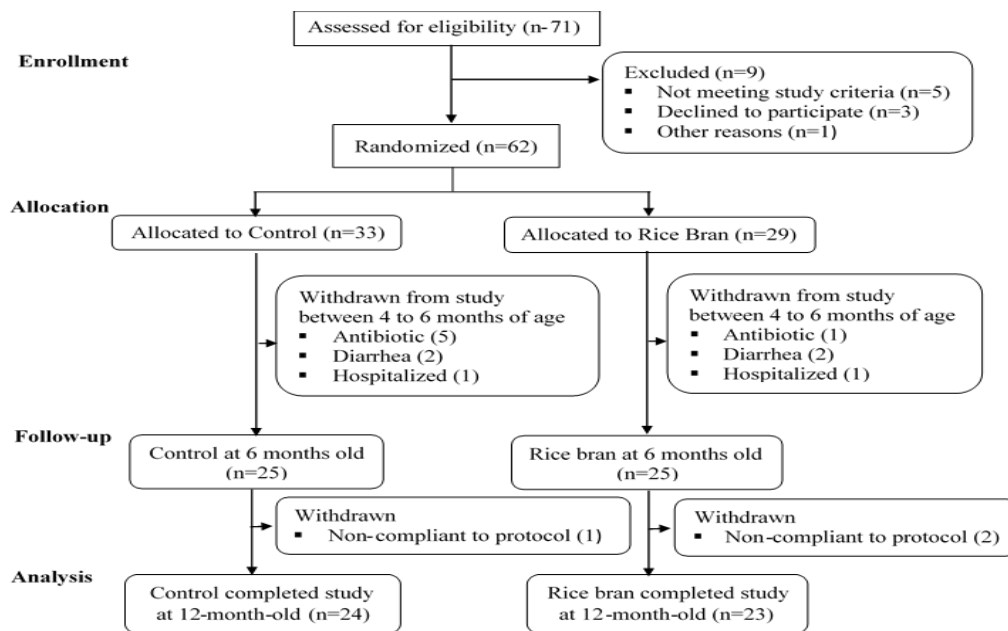 Assessed for eligibility (n-71)
Enrollment
Excluded (n=9)
▪ Not meeting study criteria (n=5)
▪ Declined to participate (n=3)
▪ Other reasons (n=1)
Randomized (n=62)
Allocation
Allocated to Control (n=33)
Allocated to Rice Bran (n=29)
Withdrawn from study
between 4 to 6 months of age
▪ Antibiotic (5)
▪ Diarrhea (2)
▪ Hospitalized (1)
Withdrawn from study
between 4 to 6 months of age
▪ Antibiotic (1)
▪ Diarrhea (2)
▪ Hospitalized (1)
Follow-up
Control at 6 months old
(n=25)
Rice bran at 6 months old
(n=25)
Withdrawn
▪ Non-compliant to protocol (1)
Withdrawn
▪ Non-compliant to protocol (2)
Analysis
Control completed study
at 12-month-old (n=24)
Rice bran completed study
at 12-month-old (n=23)